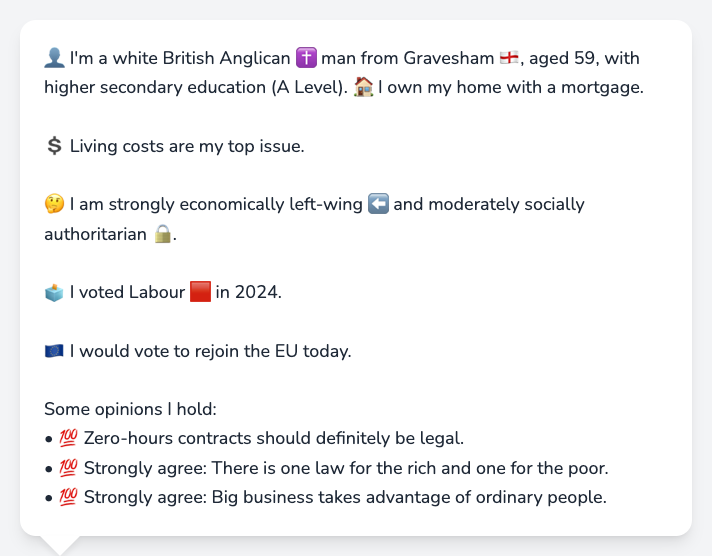 👤 I'm a white British Anglican ✝️ man from Gravesham 🏴󠁧󠁢󠁥󠁮󠁧󠁿, aged 59, with
higher secondary education (A Level). 🏠 I own my home with a mortgage.
💲 Living costs are my top issue.
🤔 I am strongly economically left-wing ⬅️ and moderately socially
authoritarian 🔒.
🗳️ I voted Labour 🟥 in 2024.
🇪🇺 I would vote to rejoin the EU today.
Some opinions I hold:
• 💯 Zero-hours contracts should definitely be legal.
• 💯 Strongly agree: There is one law for the rich and one for the poor.
• 💯 Strongly agree: Big business takes advantage of ordinary people.